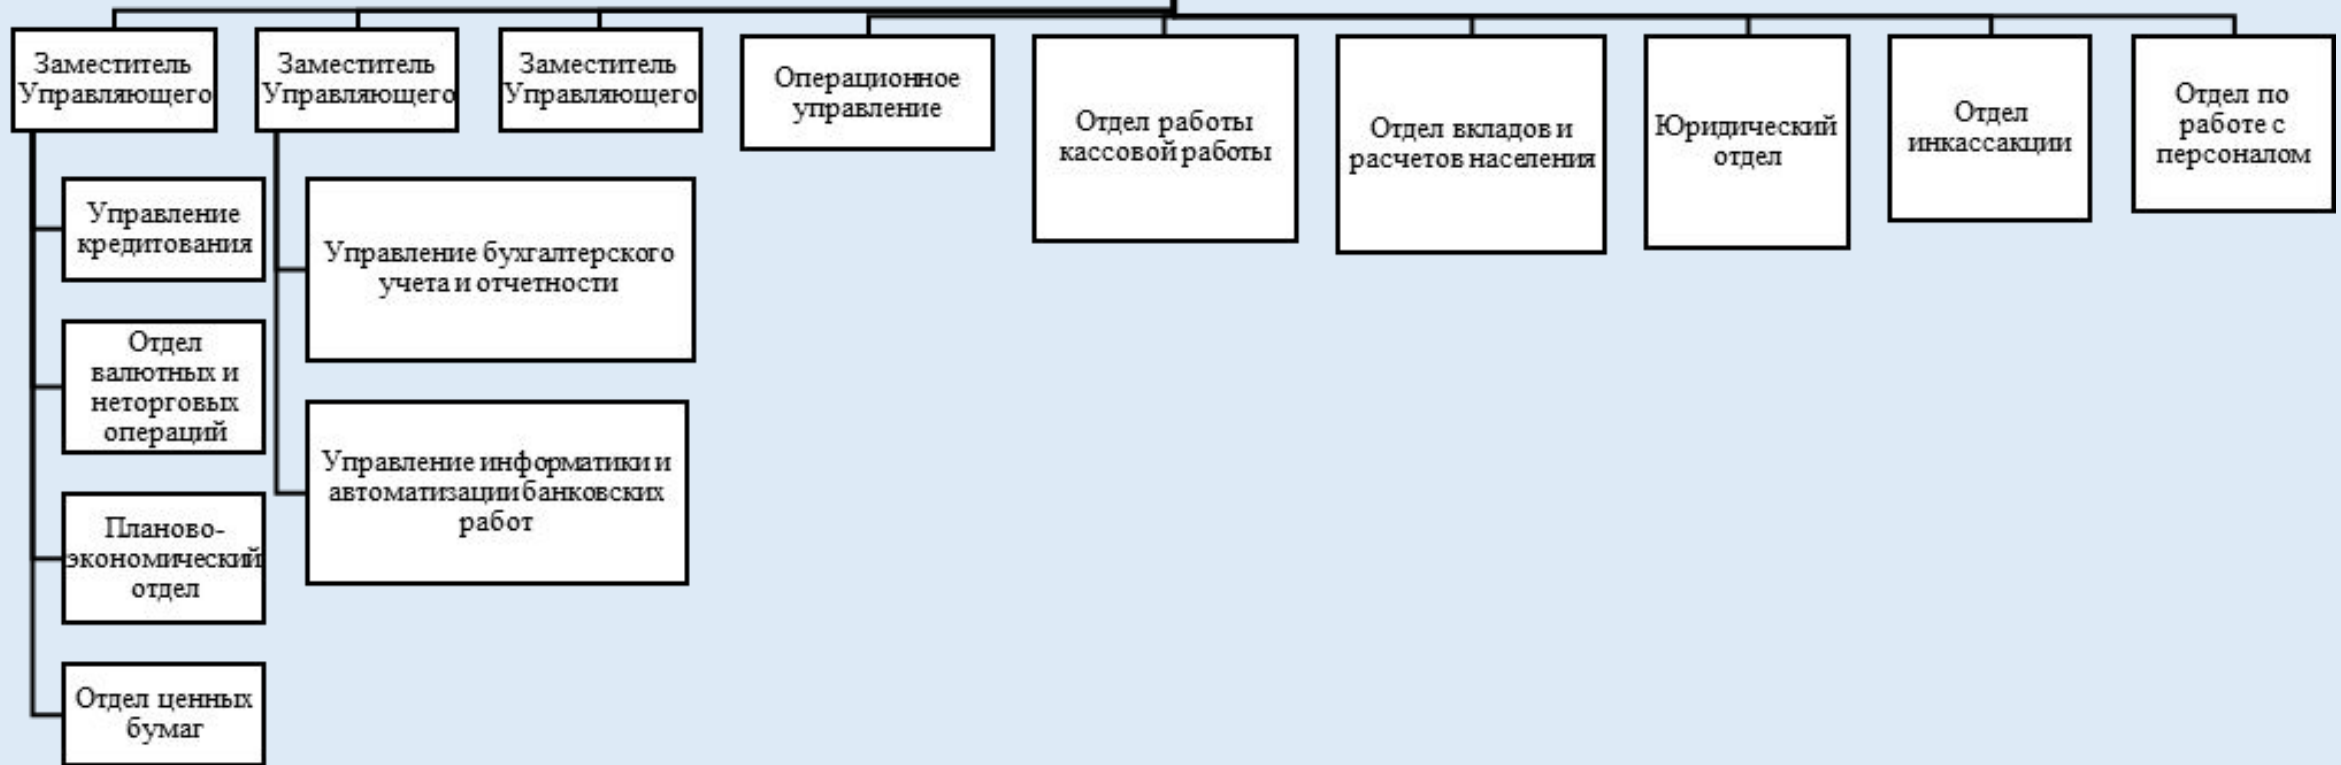 Заместитель
Управляющего
Заместитель
Управляющего
Заместитель
Управляющего
Операционное
управление
Отдел работы
кассовой работы
Отдел вкладов и
расчетов населения
Юридический
отдел
Отдел
инкассакции
Отдел по
работе с
персоналом
Управление
кредитования
Отдел
валютных и
неторговых
операций
Планово-
экономический
отдел
Отдел ценных
бумаг
Управление бухгалтерского
учета и отчетности
Управление информатики и
автоматизации банковских
работ